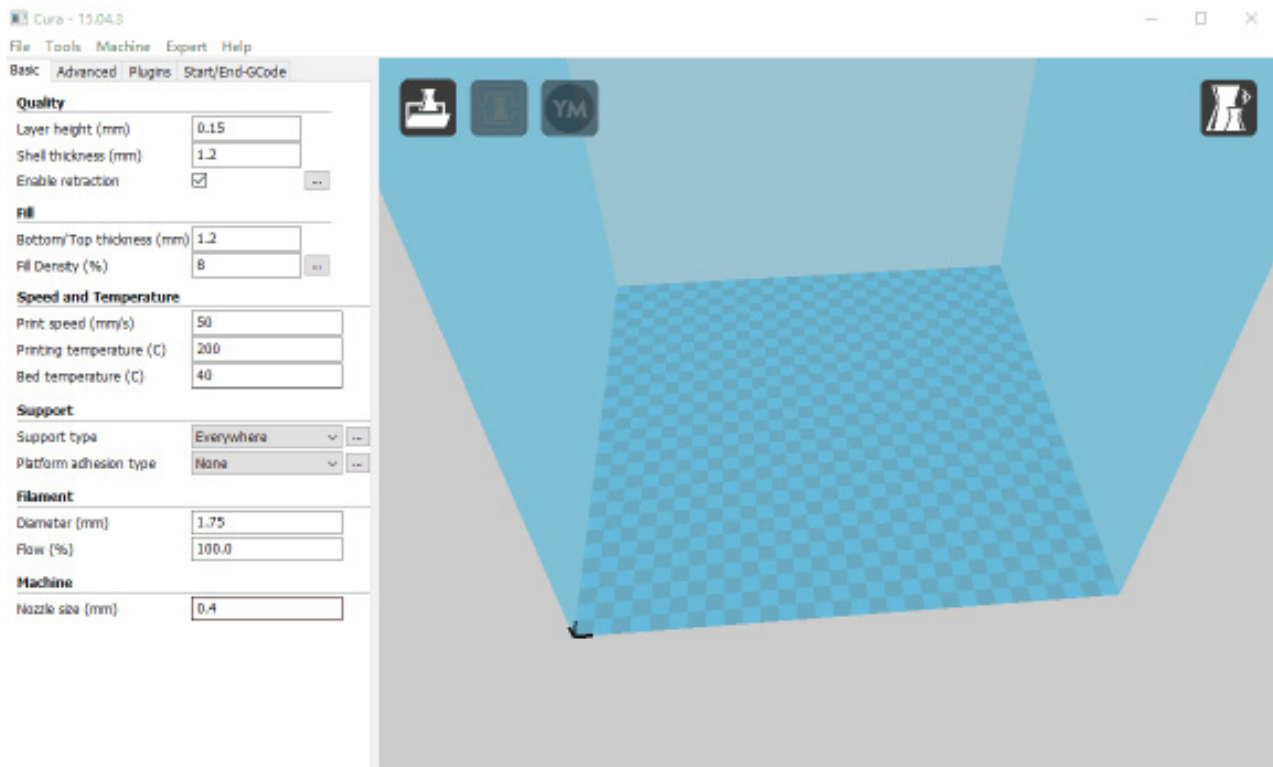 Cura - 15.04.3
File Tools Machine Expert Help
Basic Advanced Plugins Start/End-GCode
Quality
Layer height (mm) 0.15
Shell thickness (mm) 1.2
Enable retraction ...
Fill
Bottom/Top thickness (mm) 1.2
Fill Density (%) 8 ...
Speed and Temperature
Print speed (mm/s) 50
Printing temperature (C) 200
Bed temperature (C) 40
Support
Support type Everywhere ...
Platform adhesion type None ...
Filament
Diameter (mm) 1.75
Flow (%) 100.0
Machine
Nozzle size (mm) 0.4
YM